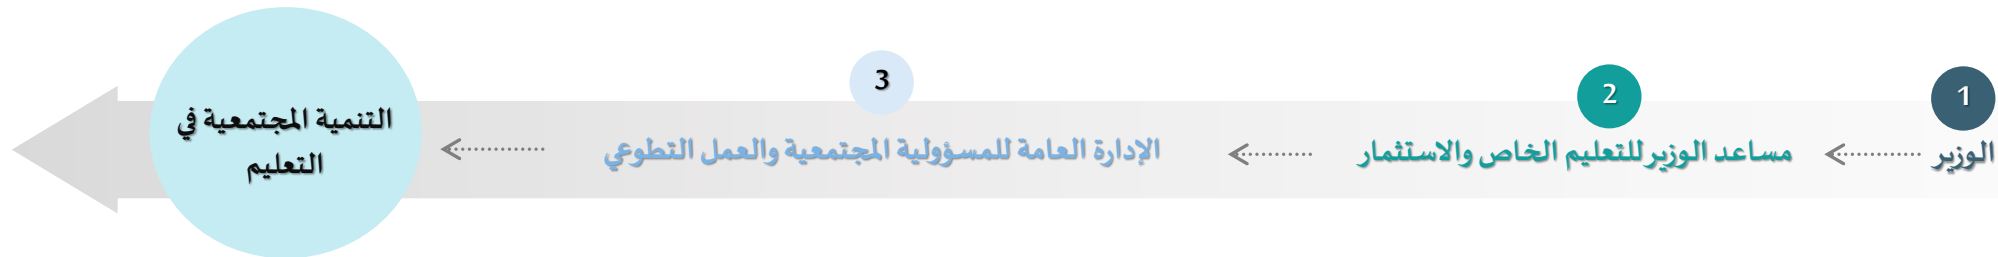 1
الوزير
2
مساعد الوزير للتعليم الخاص والاستثمار
3
الإدارة العامة للمسؤولية المجتمعية والعمل التطوعي
التنمية المجتمعية في
التعليم